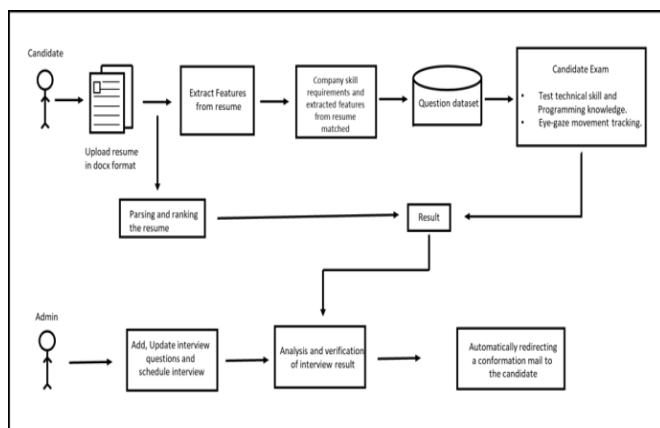 Candidate
Upload resume
in docx format
Extract Features
from resume
Company skill
requirements and
extracted features
from resume
matched
Question dataset
Candidate Exam
• Test technical skill and
Programming knowledge.
• Eye-gaze movement tracking.
Parsing and ranking
the resume
Result
Admin
Add, Update interview
questions and
schedule interview
Analysis and verification
of interview result
Automatically redirecting
a conformation mail to
the candidate